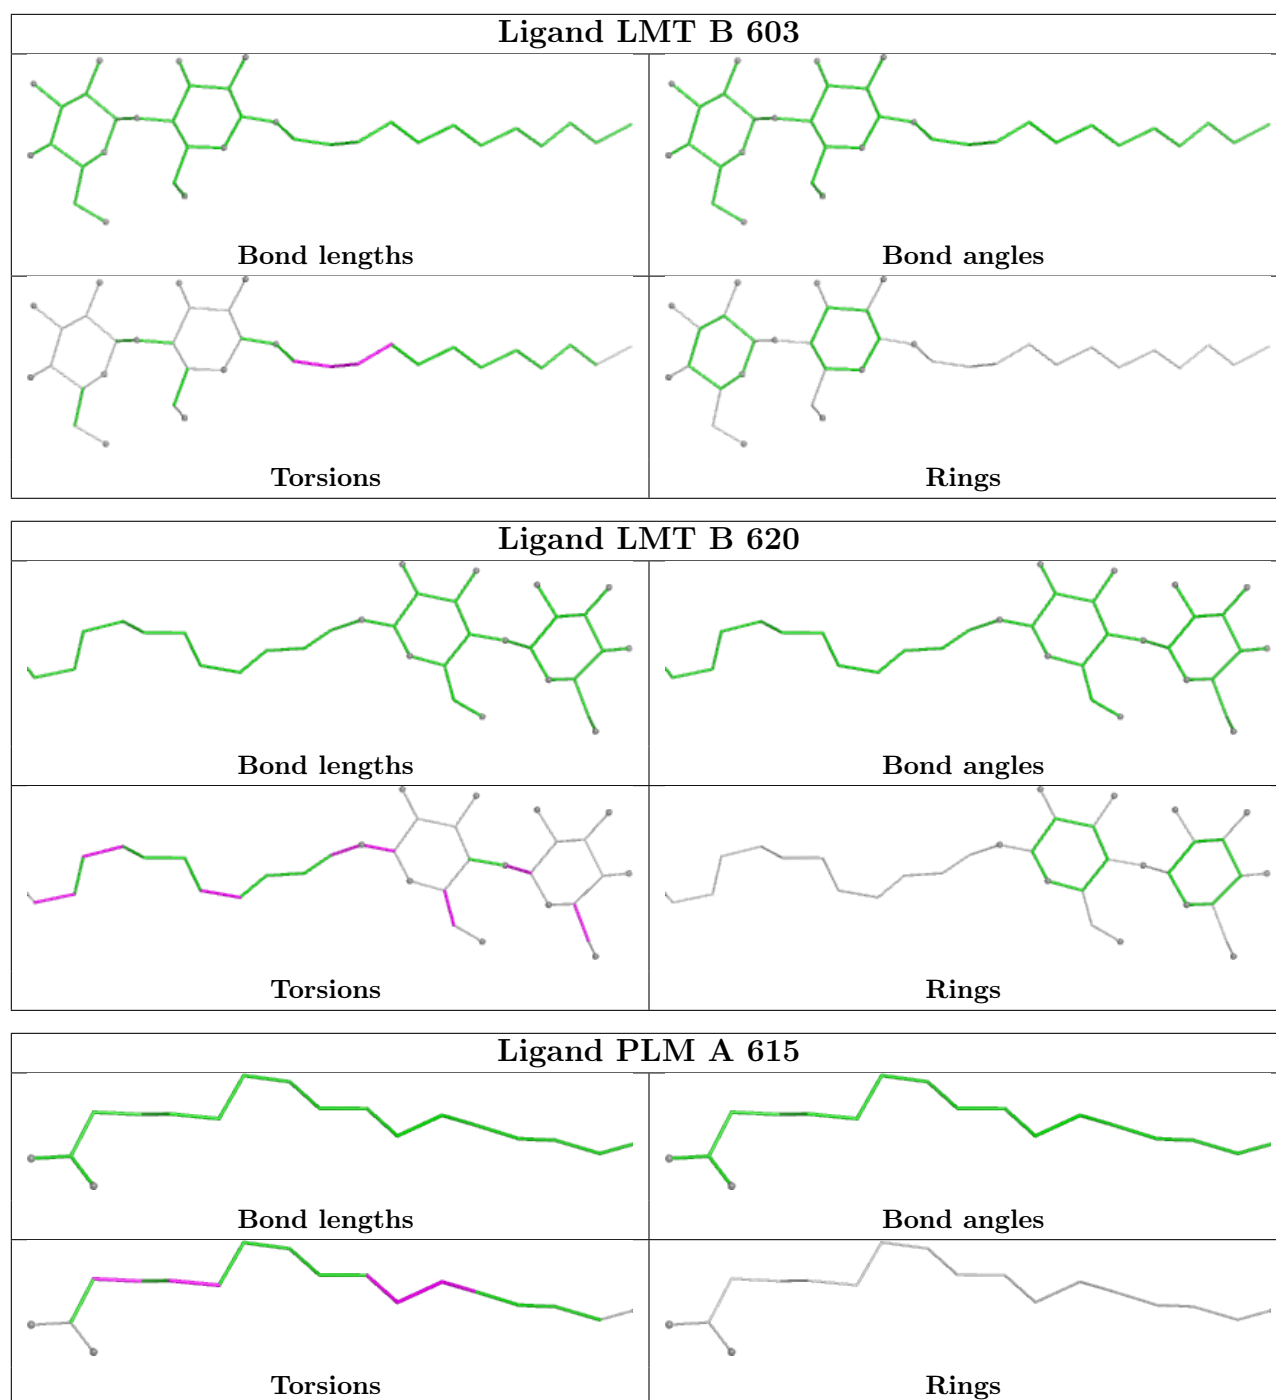 Ligand LMT B 603
Bond lengths
Bond angles
Torsions
Rings
Ligand LMT B 620
Bond lengths
Bond angles
Torsions
Rings
Ligand PLM A 615
Bond lengths
Bond angles
Torsions
Rings